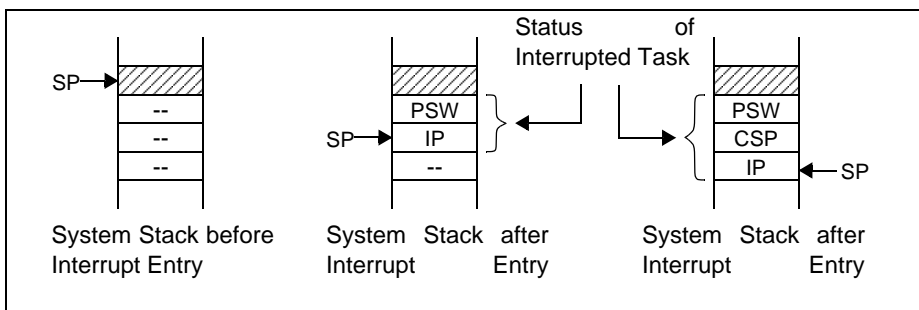 Status of
Interrupted Task
SP
--
--
--
PSW
SP
IP
--
PSW
CSP
IP
SP
System Stack before
Interrupt Entry
System Stack after
Interrupt Entry
System Stack after
Interrupt Entry